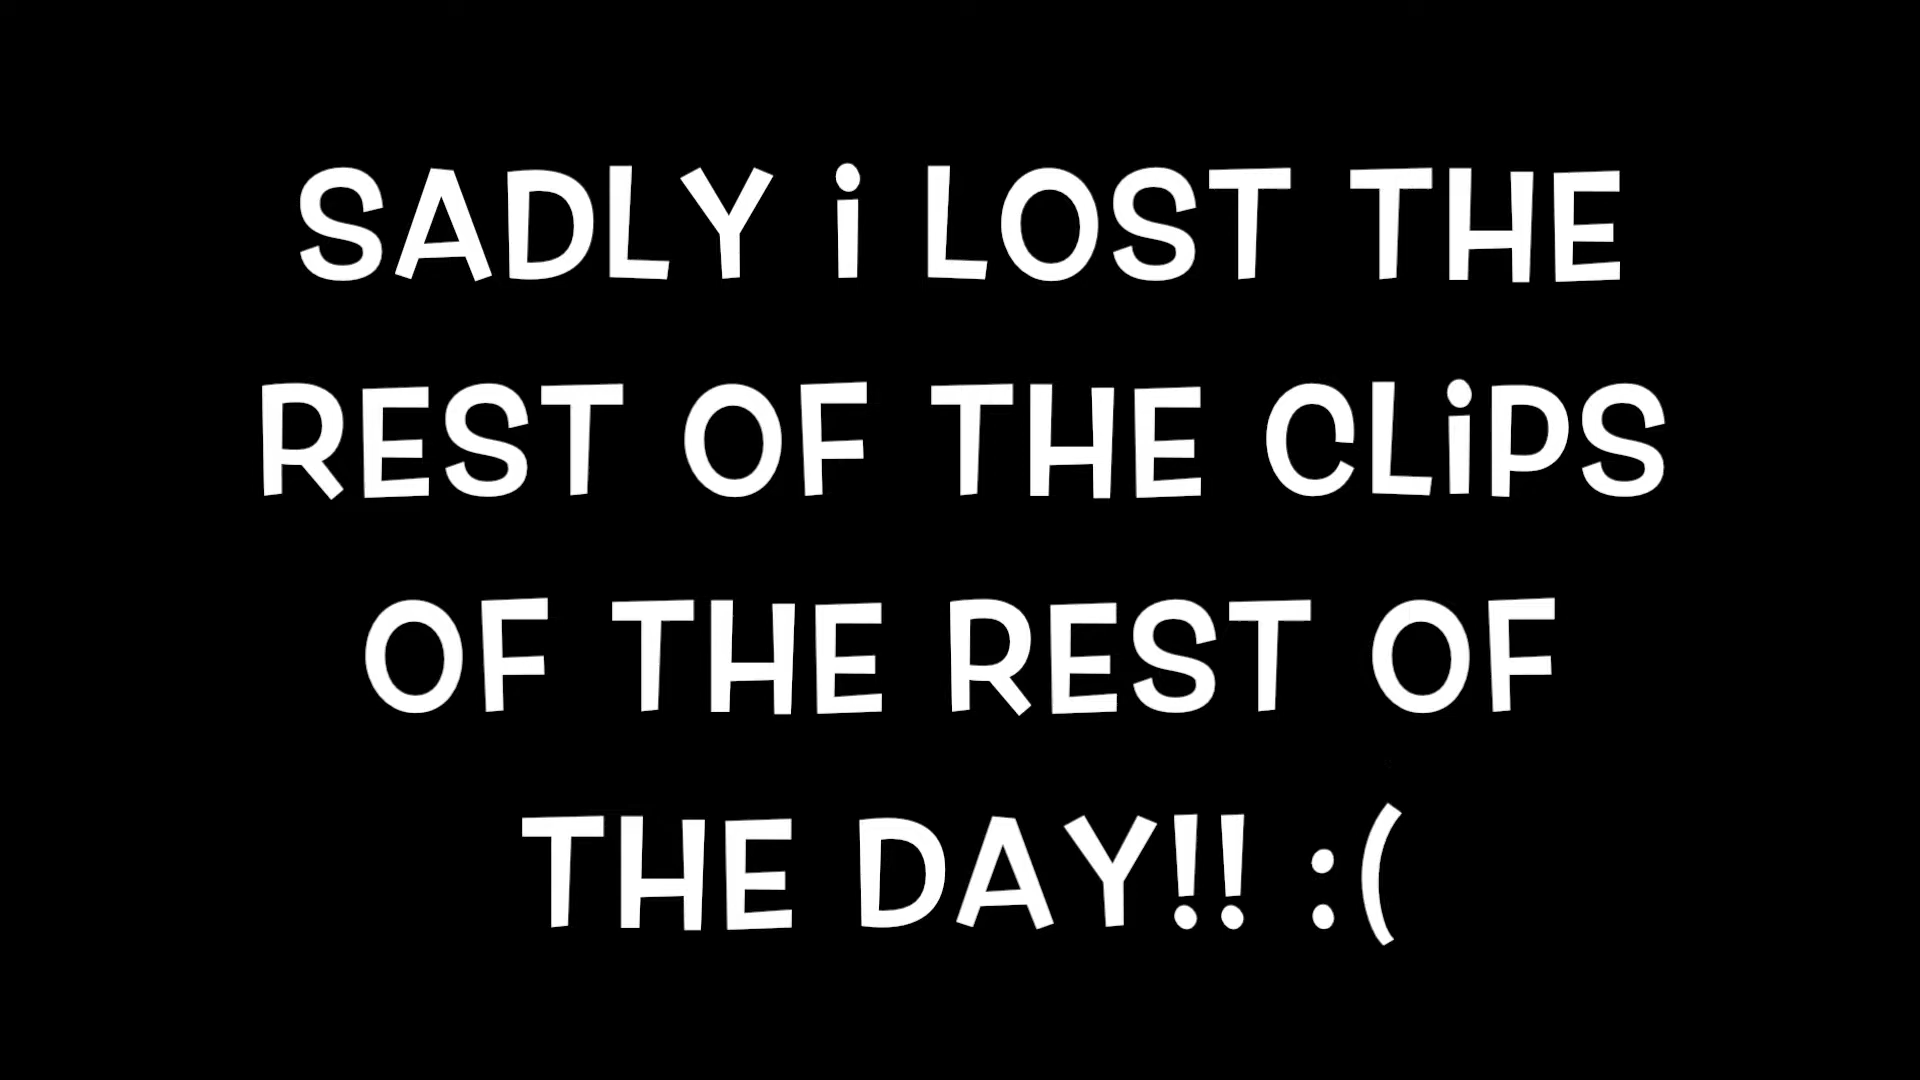 SADLY i LOST THE
REST OF THE CLiPS
OF THE REST OF
THE DAY!! :(